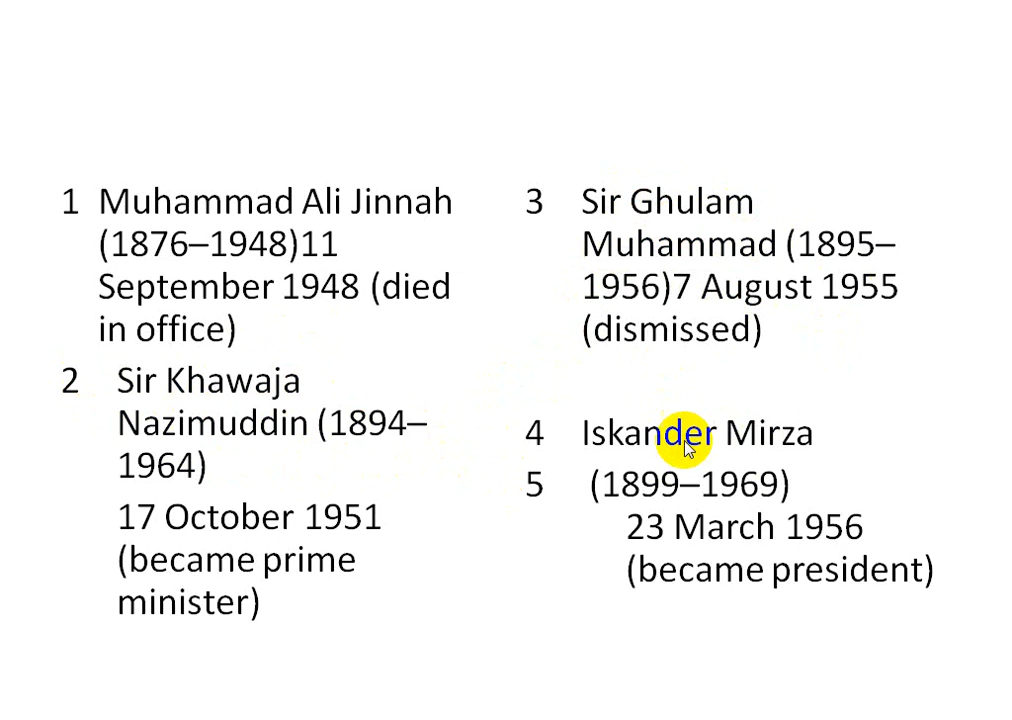 1 Muhammad Ali Jinnah
(1876–1948)11
September 1948 (died
in office)
2 Sir Khawaja
Nazimuddin (1894–
1964)
17 October 1951
(became prime
minister)
3 Sir Ghulam
Muhammad (1895–
1956)7 August 1955
(dismissed)
4 Iskander Mirza
5 (1899–1969)
23 March 1956
(became president)